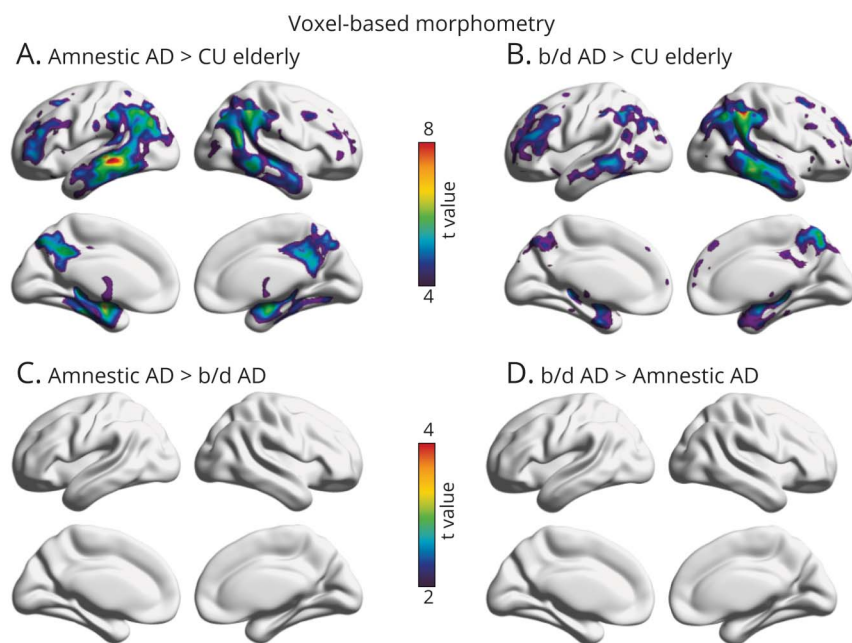 Voxel-based morphometry
A. Amnestic AD > CU elderly
B. b/d AD > CU elderly
8
t value
4
C. Amnestic AD > b/d AD
D. b/d AD > Amnestic AD
4
t value
2